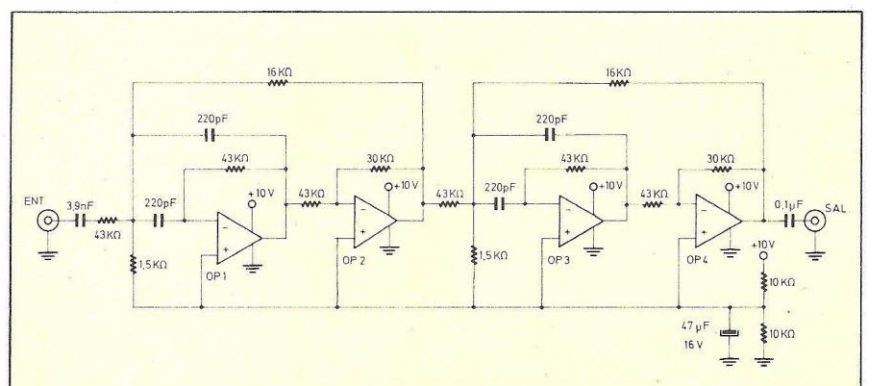 16KΩ
16KΩ
220pF
220pF
43KΩ
30KΩ
43KΩ
30KΩ
ENT
3,9nF
43KΩ
220pF
+10V
43KΩ
+10V
43KΩ
220pF
+10V
43KΩ
+10V
0,1µF
SAL.
1,5KΩ
OP1
OP2
1,5KΩ
OP3
OP4
+10V
10KΩ
47µF
16V
10KΩ